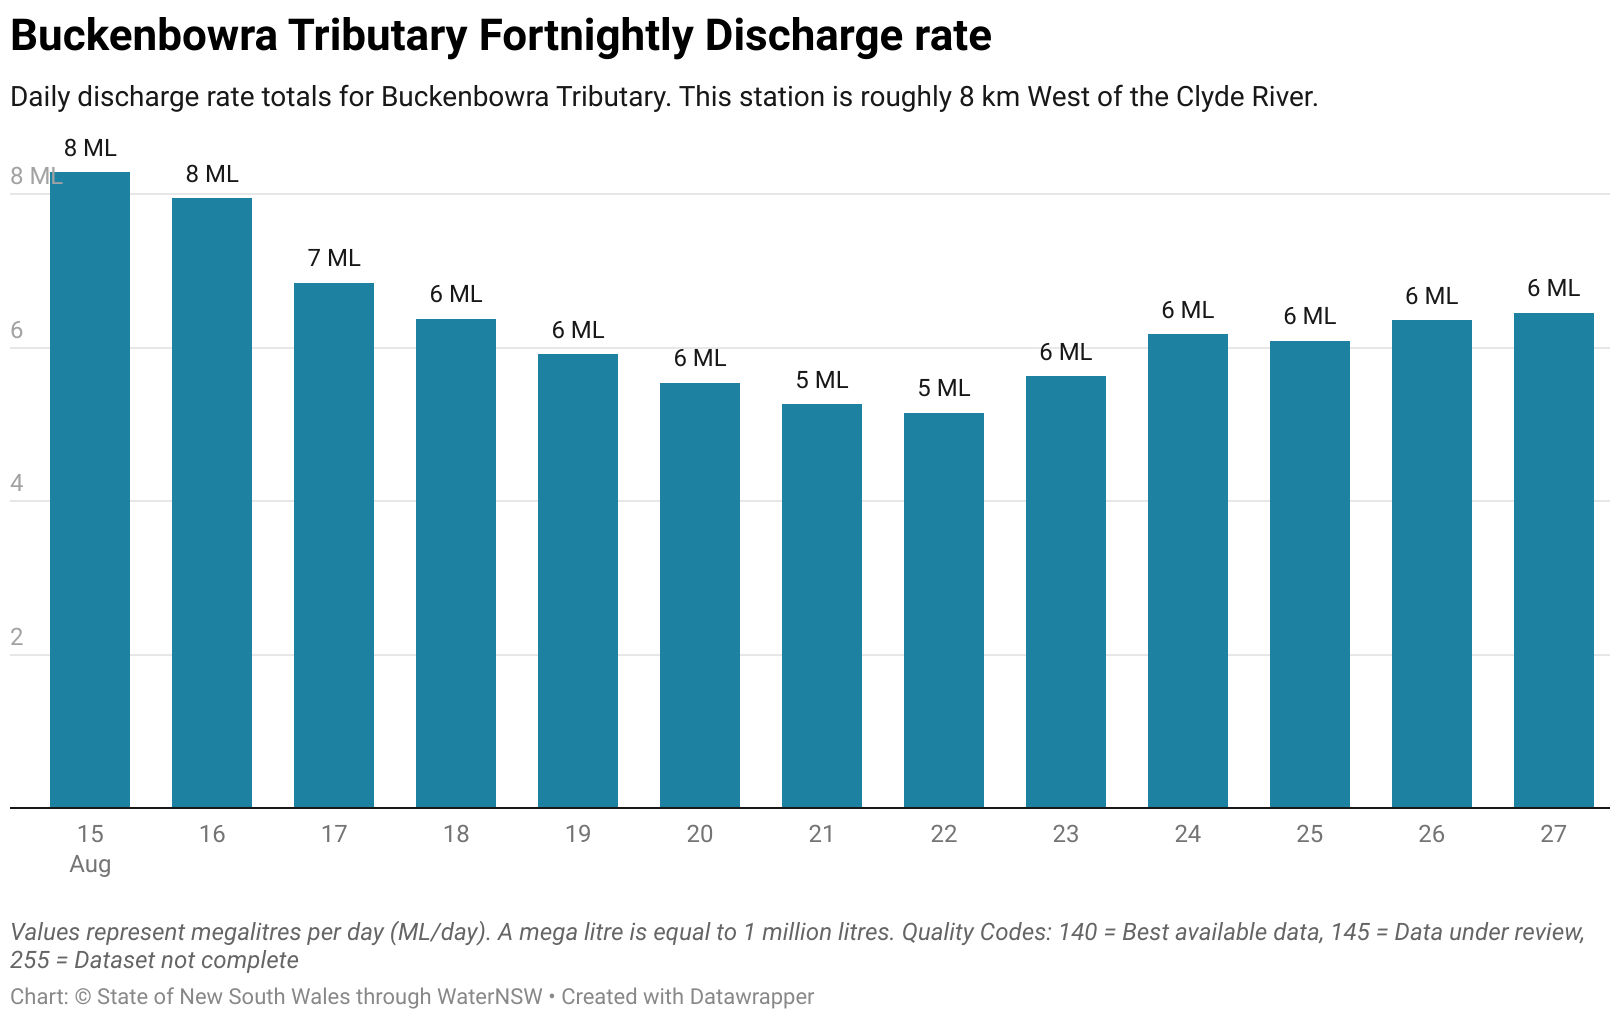 Buckenbowra Tributary Fortnightly Discharge rate
Daily discharge rate totals for Buckenbowra Tributary. This station is roughly 8 km West of the Clyde River.
8 ML
8 ML
8 ML
7 ML
6 ML
6 ML
6 ML
5 ML
5 ML
6 ML
6 ML
6 ML
6 ML
6 ML
6
4
2
15 16 17 18 19 20 21 22 23 24 25 26 27
Aug
Values represent megalitres per day (ML/day). A mega litre is equal to 1 million litres. Quality Codes: 140 = Best available data, 145 = Data under review,
255 = Dataset not complete
Chart: © State of New South Wales through WaterNSW • Created with Datawrapper